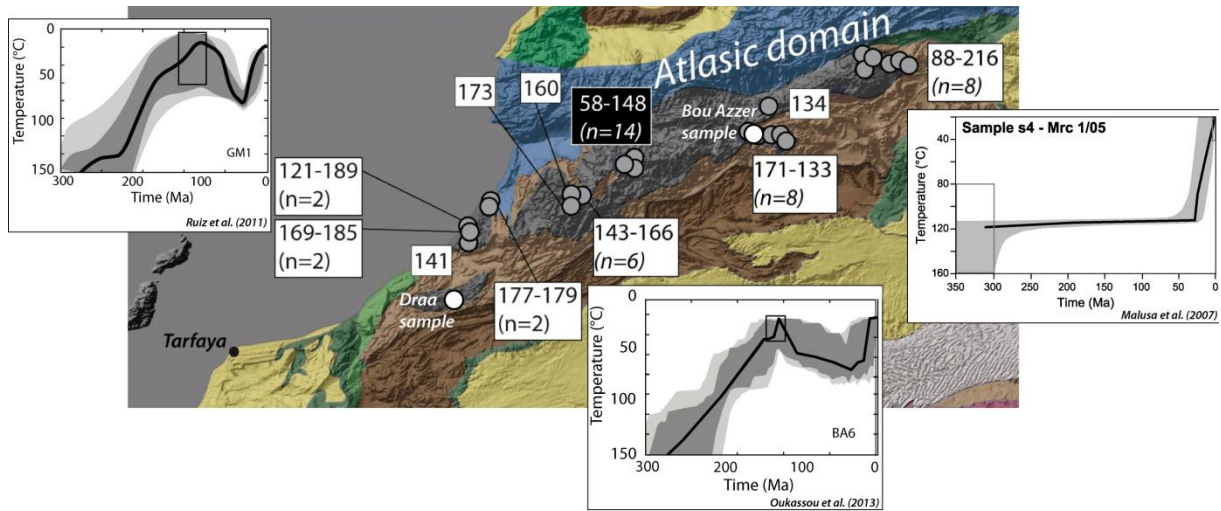 0
50
100
150
Temperature (°C)
GM1
300
200
100
0
Time (Ma)
Ruiz et al. (2011)
Atlasic domain
88-216
(n=8)
173
160
58-148
(n=14)
Bou Azzer
sample
134
171-133
(n=8)
121-189
(n=2)
169-185
(n=2)
141
Draa
sample
177-179
(n=2)
143-166
(n=6)
Tarfaya
Sample s4 - Mrc 1/05
Temperature (°C)
40
80
120
160
350
300
250
200
150
100
50
0
Time (Ma)
Malusa et al. (2007)
0
50
100
150
Temperature (°C)
BA6
300
200
100
0
Time (Ma)
Oukassou et al. (2013)